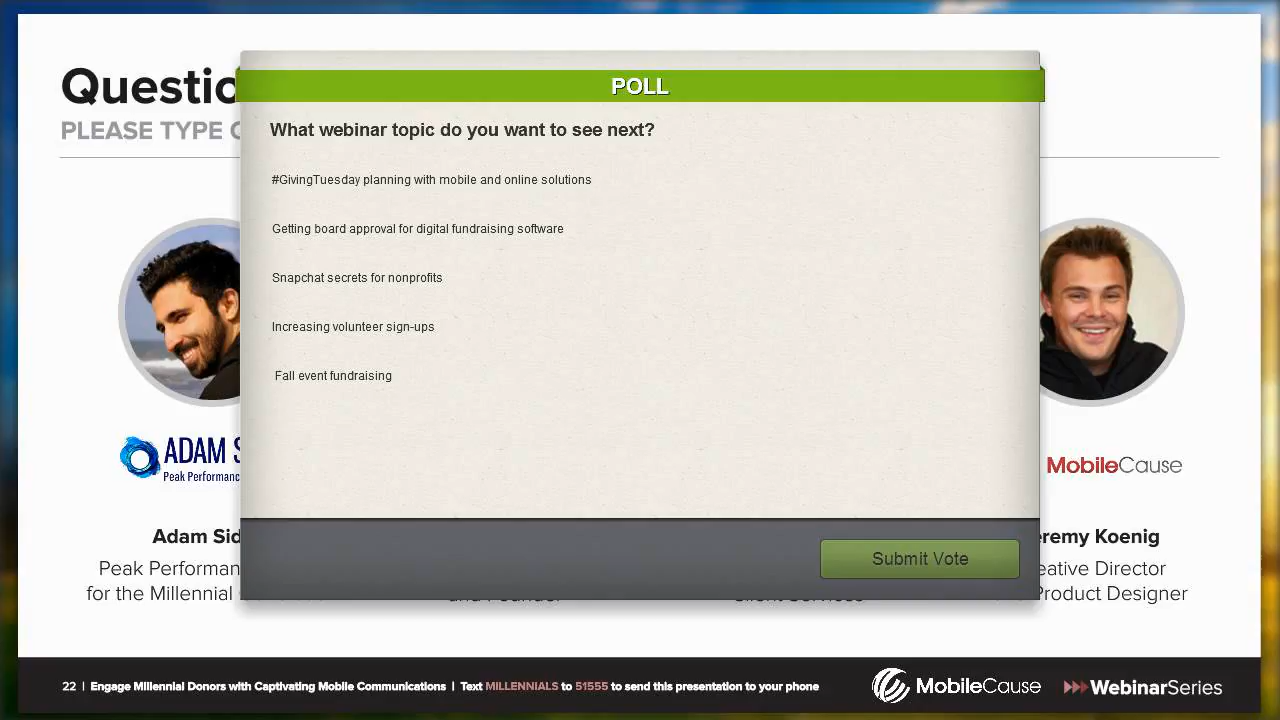 Questio
PLEASE TYPE
POLL
What webinar topic do you want to see next?
#GivingTuesday planning with mobile and online solutions
Getting board approval for digital fundraising software
Snapchat secrets for nonprofits
Increasing volunteer sign-ups
Fall event fundraising
Submit Vote
ADAM S
Peak Performanc
Adam Sid
Peak Performan
for the Millennial
MobileCause
eremy Koenig
eative Director
Product Designer
22 | Engage Millennial Donors with Captivating Mobile Communications | Text MILLENNIALS to 51555 to send this presentation to your phone
MobileCause
WebinarSeries